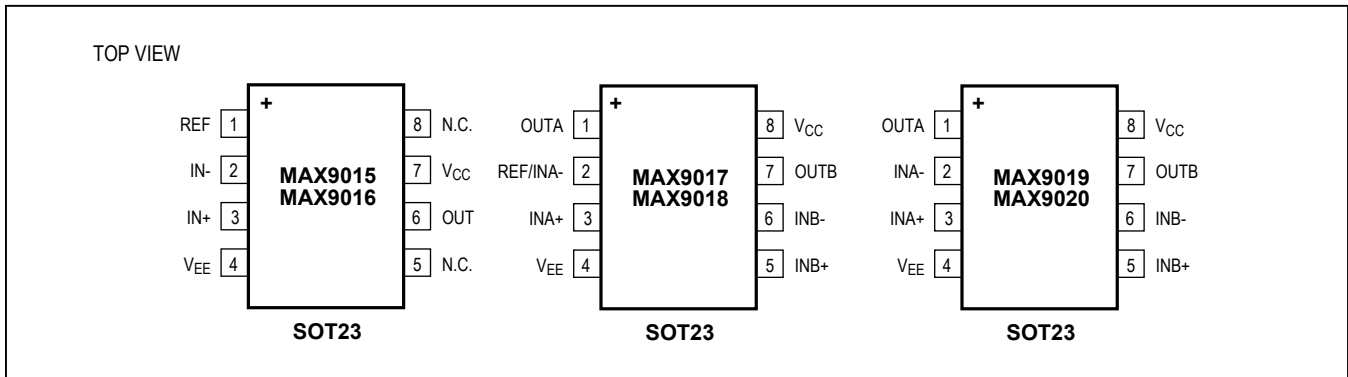 TOP VIEW
+
REF 1
8 N.C.
IN- 2
7 VCC
IN+ 3
6 OUT
VEE 4
5 N.C.
MAX9015
MAX9016
SOT23
+
OUTA 1
8 VCC
REF/INA- 2
7 OUTB
INA+ 3
6 INB-
VEE 4
5 INB+
MAX9017
MAX9018
SOT23
+
OUTA 1
8 VCC
INA- 2
7 OUTB
INA+ 3
6 INB-
VEE 4
5 INB+
MAX9019
MAX9020
SOT23